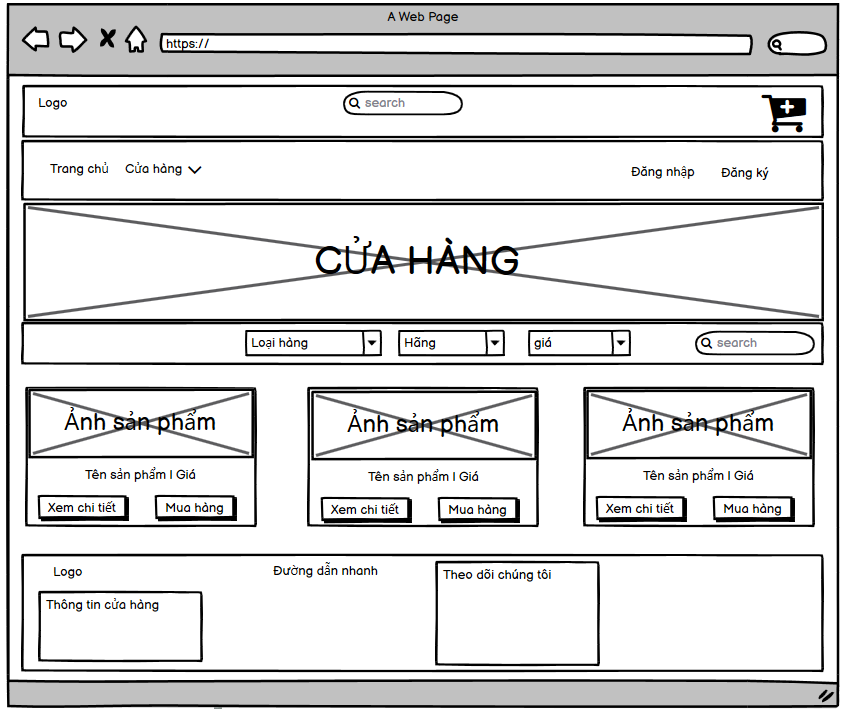 A Web Page
https://
Logo
search
Trang chủ
Cửa hàng
Đăng nhập
Đăng ký
CỬA HÀNG
Loại hàng
Hãng
giá
search
Ảnh sản phẩm
Ảnh sản phẩm
Ảnh sản phẩm
Tên sản phẩm | Giá
Tên sản phẩm | Giá
Tên sản phẩm | Giá
Xem chi tiết
Mua hàng
Xem chi tiết
Mua hàng
Xem chi tiết
Mua hàng
Logo
Đường dẫn nhanh
Theo dõi chúng tôi
Thông tin cửa hàng